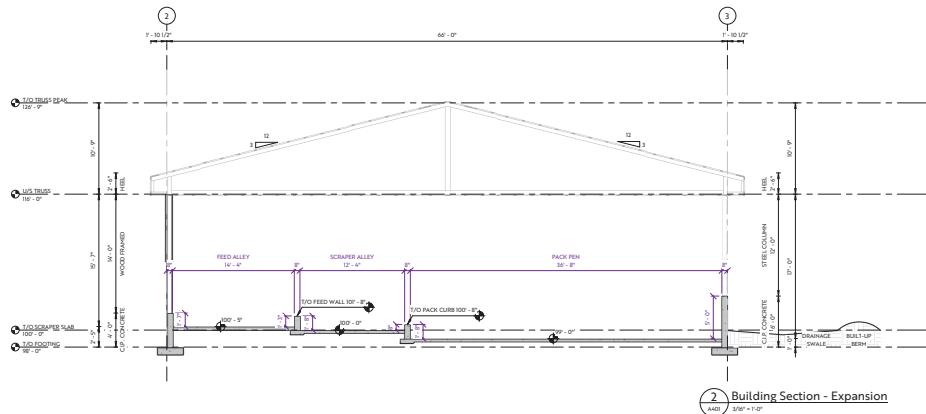 2
3
1' - 10 1/2"
66' - 0"
1' - 10 1/2"
T/O TRUSS PEAK
126' - 9"
12
3
12
3
10' - 9"
10' - 9"
2' - 6"
HEEL
HEEL
2' - 6"
U/S TRUSS
116' - 0"
15' - 7"
14' - 0"
WOOD FRAMED
STEEL COLUMN
12' - 0"
17' - 0"
FEED ALLEY
SCRAPER ALLEY
PACK PEN
8"
14' - 4"
8"
12' - 4"
8"
36' - 8"
8"
T/O FEED WALL 101' - 8"
T/O PACK CURB 100' - 8"
100' - 5"
100' - 0"
99' - 0"
5' - 0"
T/O SCRAPER SLAB
100' - 0"
T/O FOOTING
98' - 0"
2' - 5"
4' - 0"
C.I.P. CONCRETE
C.I.P. CONCRETE
6' - 0"
1' - 0"
DRAINAGE
SWALE
BUILT-UP
BERM
2
Building Section - Expansion
A401
3/16" = 1'-0"